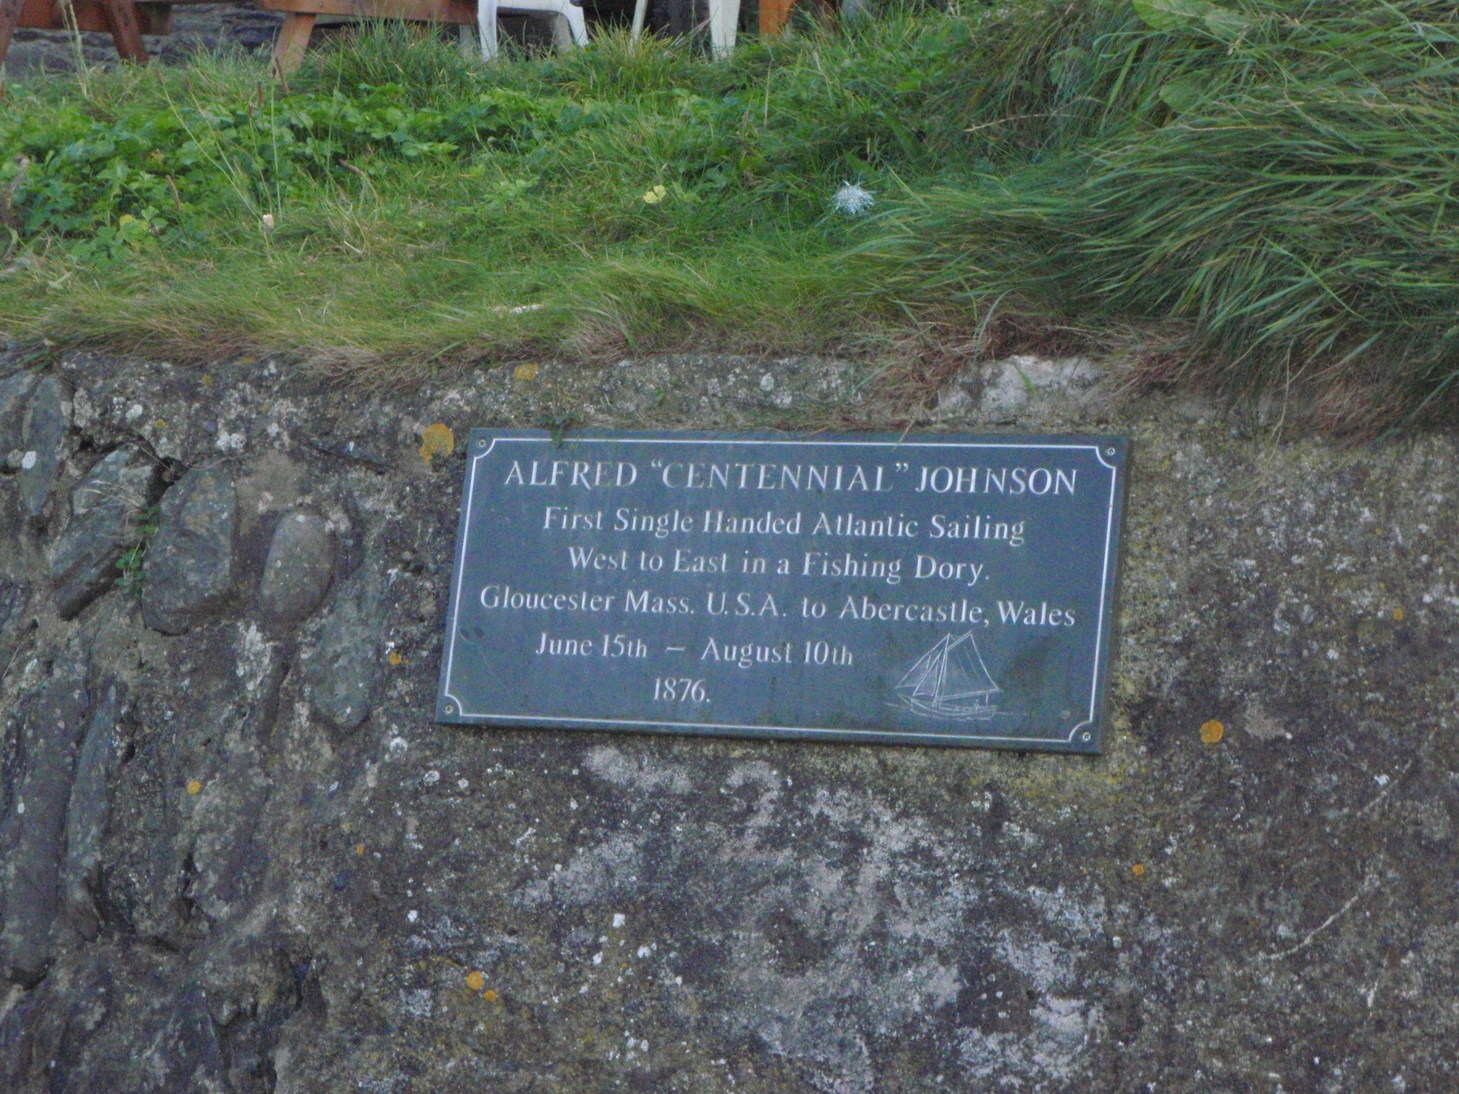 ALFRED “CENTENNIAL” JOHNSON
First Single Handed Atlantic Sailing
West to East in a Fishing Dory.
Gloucester Mass. U.S.A. to Abercastle, Wales
June 15th – August 10th
1876.